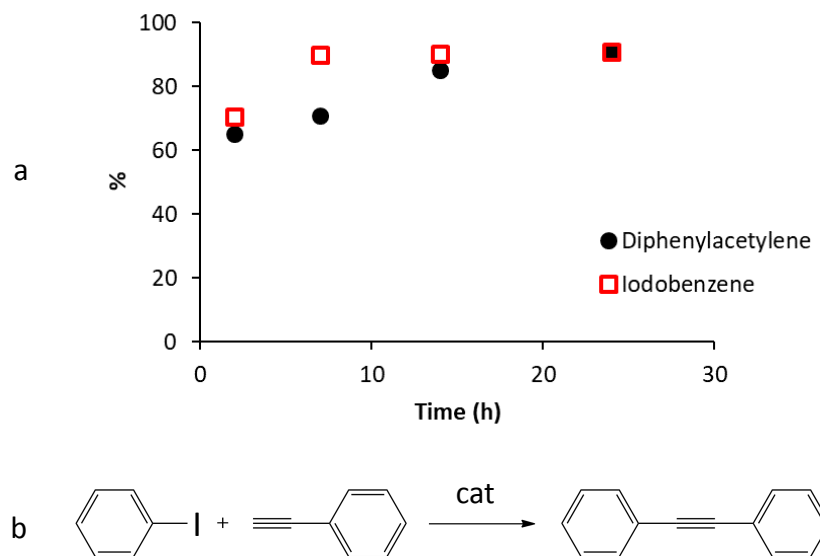 100
80
60
40
20
0
%
a
Diphenylacetylene
Iodobenzene
0 10 20 30
Time (h)
b
I + cat